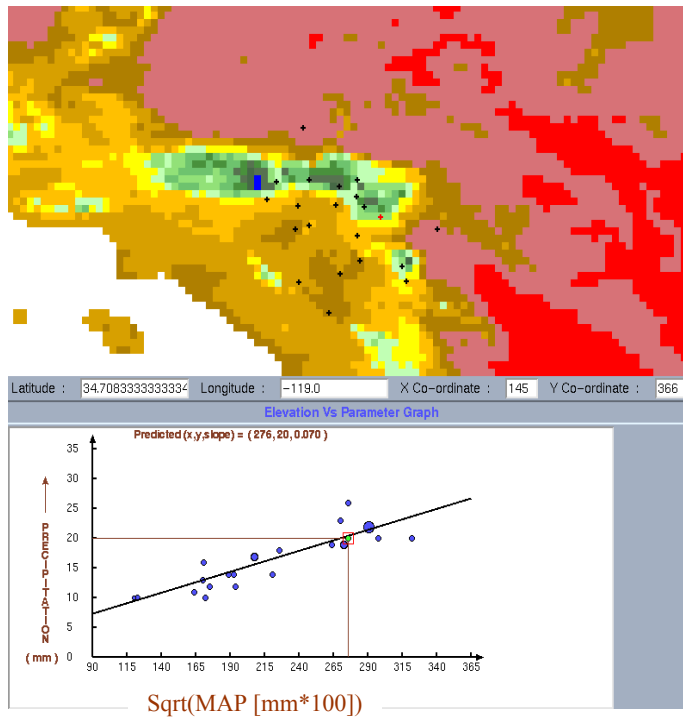 Latitude : 34.7083333333334 Longitude : -119.0 X Co-ordinate : 145 Y Co-ordinate : 366
Elevation Vs Parameter Graph
Predicted (x,y,slope) = ( 276, 20, 0.070 )
35
30
25
20
15
10
5
0
PRECIPITATION
( mm )
90 115 140 165 190 215 240 265 290 315 340 365
Sqrt(MAP [mm*100])